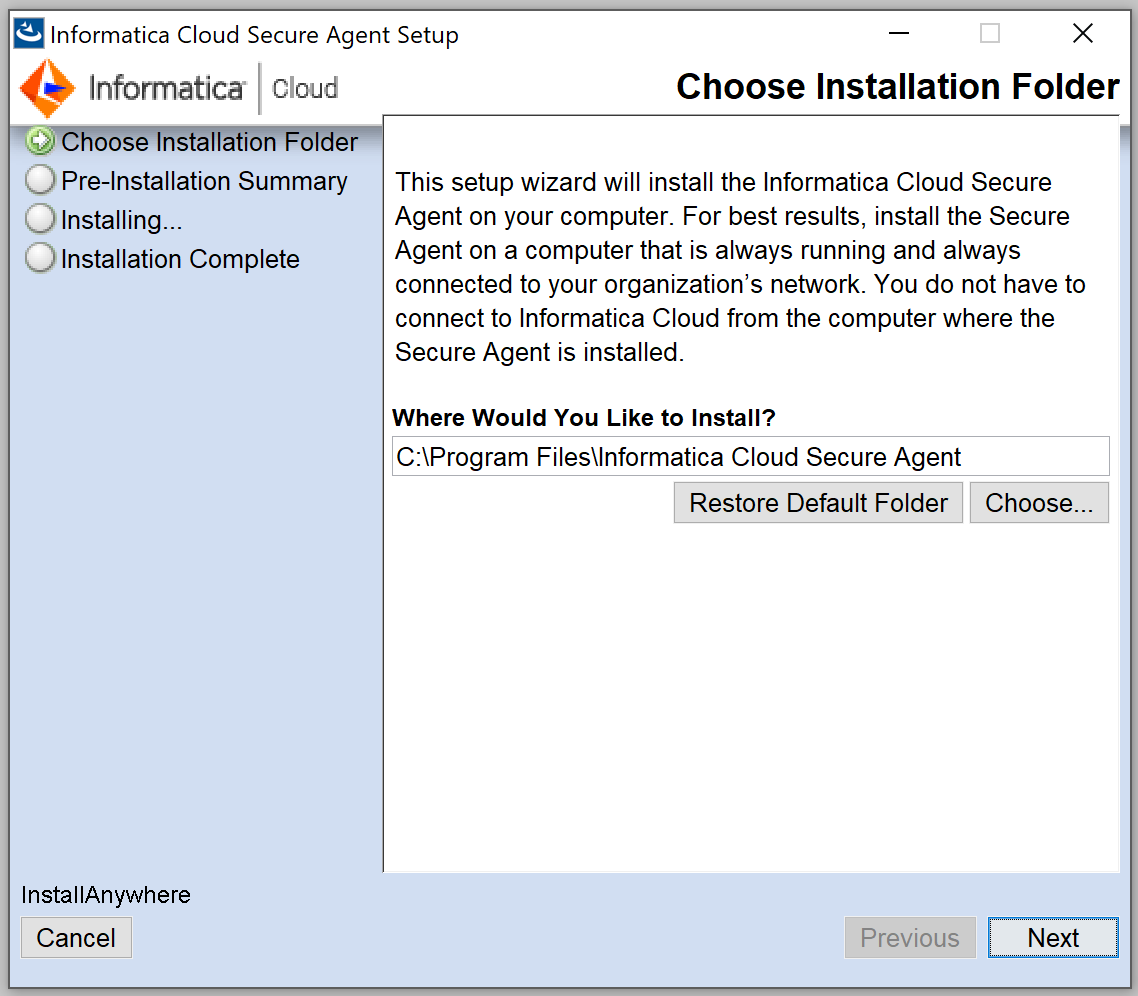 Informatica Cloud Secure Agent Setup
Informatica Cloud
Choose Installation Folder
Choose Installation Folder
Pre-Installation Summary
Installing...
Installation Complete
This setup wizard will install the Informatica Cloud Secure
Agent on your computer. For best results, install the Secure
Agent on a computer that is always running and always
connected to your organization’s network. You do not have to
connect to Informatica Cloud from the computer where the
Secure Agent is installed.
Where Would You Like to Install?
C:\Program Files\Informatica Cloud Secure Agent
Restore Default Folder Choose...
InstallAnywhere
Cancel Previous Next